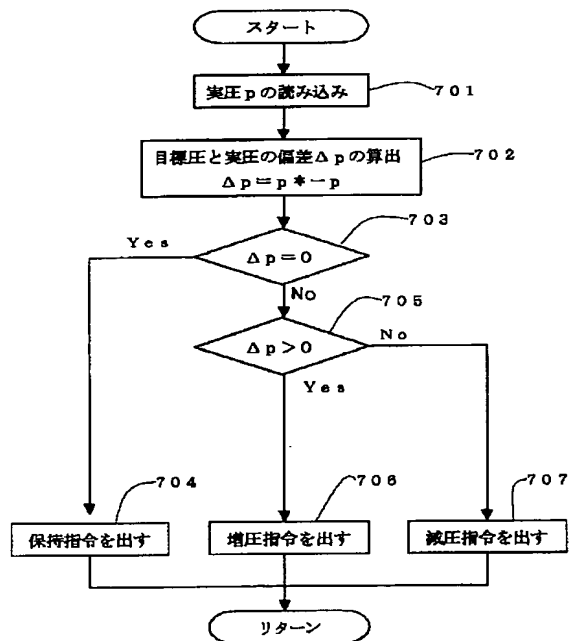 スタート
実圧pの読み込み
701
目標圧と実圧の偏差Δpの算出
Δp=p*-p
702
703
Yes
Δp=0
No
705
Δp>0
No
Yes
704
706
707
保持指令を出す
増圧指令を出す
減圧指令を出す
リターン